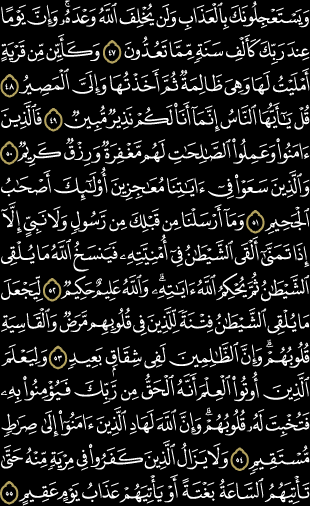 وَيَسْتَعْجِلُونَكَ بِٱلْعَذَابِ وَلَن يُخْلِفَ ٱللَّهُ وَعْدَهُۥ ۚ وَإِنَّ يَوْمًا
عِندَ رَبِّكَ كَأَلْفِ سَنَةٍ مِّمَّا تَعُدُّونَ ٤٧ وَكَأَيِّن مِّن قَرْيَةٍ
أَمْلَيْتُ لَهَا وَهِىَ ظَالِمَةٌ ثُمَّ أَخَذْتُهَا وَإِلَىَّ ٱلْمَصِيرُ ٤٨
قُلْ يَٰٓأَيُّهَا ٱلنَّاسُ إِنَّمَآ أَنَا۠ لَكُمْ نَذِيرٌ مُّبِينٌ ٤٩ فَٱلَّذِينَ
ءَامَنُوا۟ وَعَمِلُوا۟ ٱلصَّٰلِحَٰتِ لَهُم مَّغْفِرَةٌ وَرِزْقٌ كَرِيمٌ ٥٠
وَٱلَّذِينَ سَعَوْا۟ فِىٓ ءَايَٰتِنَا مُعَٰجِزِينَ أُو۟لَٰٓئِكَ أَصْحَٰبُ
ٱلْجَحِيمِ ٥١ وَمَآ أَرْسَلْنَا مِن قَبْلِكَ مِن رَّسُولٍ وَلَا نَبِىٍّ إِلَّآ
إِذَا تَمَنَّىٰٓ أَلْقَى ٱلشَّيْطَٰنُ فِىٓ أُمْنِيَّتِهِۦ فَيَنسَخُ ٱللَّهُ مَا يُلْقِى
ٱلشَّيْطَٰنُ ثُمَّ يُحْكِمُ ٱللَّهُ ءَايَٰتِهِۦ ۗ وَٱللَّهُ عَلِيمٌ حَكِيمٌ ٥٢ لِّيَجْعَلَ
مَا يُلْقِى ٱلشَّيْطَٰنُ فِتْنَةً لِّلَّذِينَ فِى قُلُوبِهِم مَّرَضٌ وَٱلْقَاسِيَةِ
قُلُوبُهُمْ ۗ وَإِنَّ ٱلظَّٰلِمِينَ لَفِى شِقَاقٍۭ بَعِيدٍ ٥٣ وَلِيَعْلَمَ
ٱلَّذِينَ أُوتُوا۟ ٱلْعِلْمَ أَنَّهُ ٱلْحَقُّ مِن رَّبِّكَ فَيُؤْمِنُوا۟ بِهِۦ
فَتُخْبِتَ لَهُۥ قُلُوبُهُمْ ۗ وَإِنَّ ٱللَّهَ لَهَادِ ٱلَّذِينَ ءَامَنُوٓا۟ إِلَىٰ صِرَٰطٍ
مُّسْتَقِيمٍ ٥٤ وَلَا يَزَالُ ٱلَّذِينَ كَفَرُوا۟ فِى مِرْيَةٍ مِّنْهُ حَتَّىٰ
تَأْتِيَهُمُ ٱلسَّاعَةُ بَغْتَةً أَوْ يَأْتِيَهُمْ عَذَابُ يَوْمٍ عَقِيمٍ ٥٥